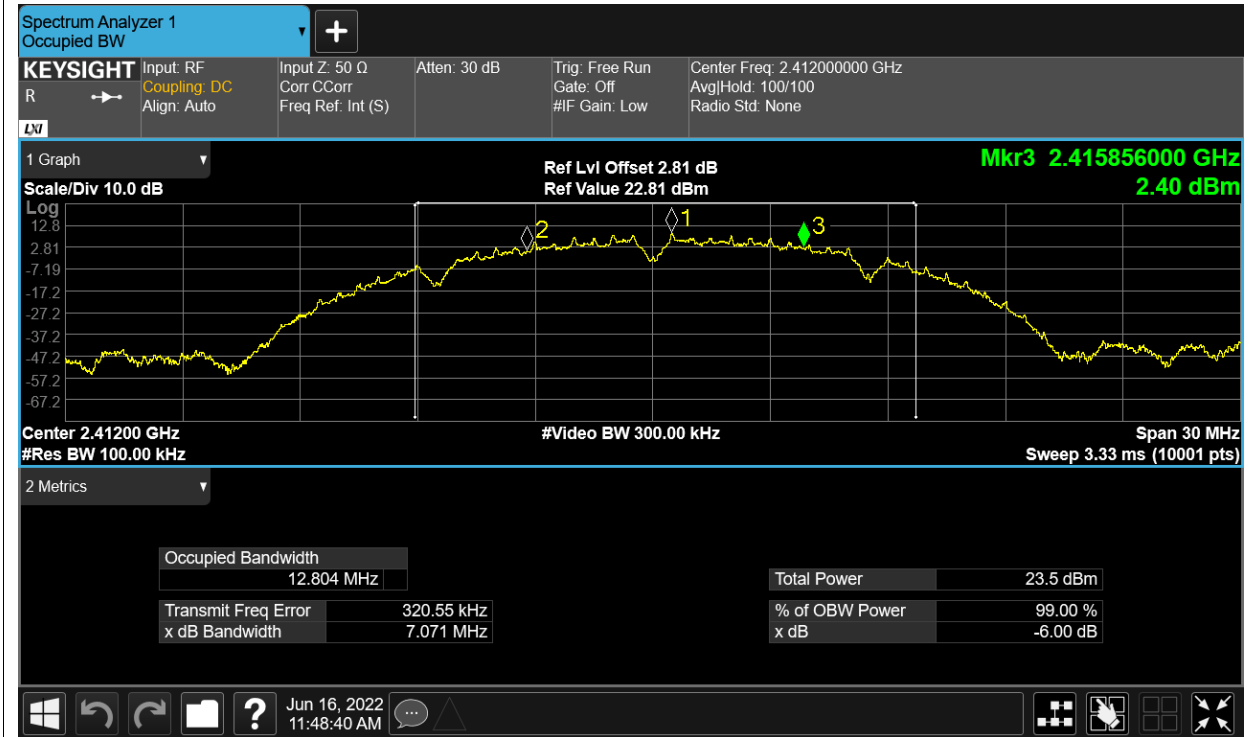 Spectrum Analyzer 1
Occupied BW
KEYSIGHT
R
LXI
Input: RF
Coupling: DC
Align: Auto
Input Z: 50 Ω
Corr CCorr
Freq Ref: Int (S)
Atten: 30 dB
Trig: Free Run
Gate: Off
#IF Gain: Low
Center Freq: 2.412000000 GHz
Avg|Hold: 100/100
Radio Std: None
1 Graph
Scale/Div 10.0 dB
Ref Lvl Offset 2.81 dB
Ref Value 22.81 dBm
Mkr3 2.415856000 GHz
2.40 dBm
Log
12.8
2.81
-7.19
-17.2
-27.2
-37.2
-47.2
-57.2
-67.2
2
1
3
Center 2.41200 GHz
#Video BW 300.00 kHz
Span 30 MHz
#Res BW 100.00 kHz
Sweep 3.33 ms (10001 pts)
2 Metrics
Occupied Bandwidth
12.804 MHz
Total Power 23.5 dBm
Transmit Freq Error 320.55 kHz
% of OBW Power 99.00 %
x dB Bandwidth 7.071 MHz
x dB -6.00 dB
?
Jun 16, 2022
11:48:40 AM